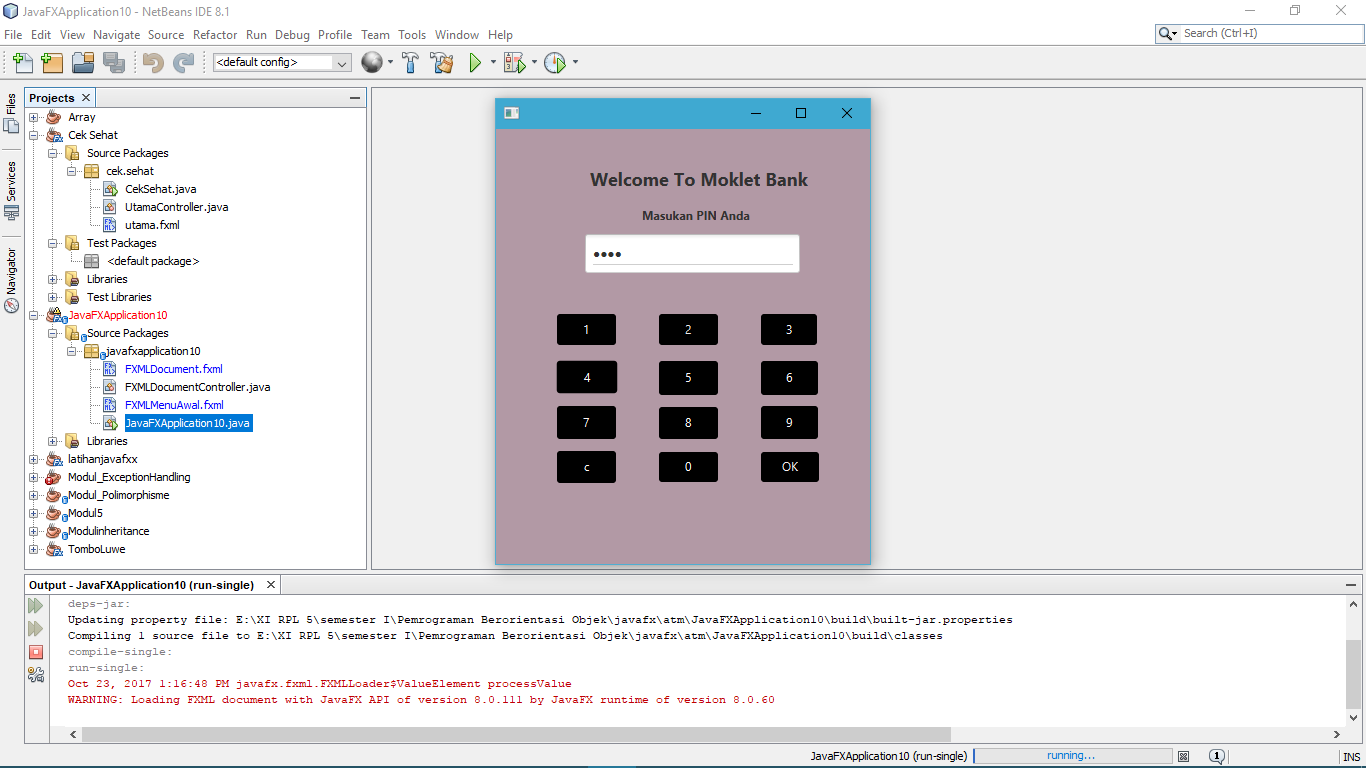 JavaFXApplication10 - NetBeans IDE 8.1
File Edit View Navigate Source Refactor Run Debug Profile Team Tools Window Help
Search (Ctrl+I)
<default config>
Files
Services
Navigator
Projects
Array
Cek Sehat
Source Packages
cek.sehat
CekSehat.java
UtamaController.java
utama.fxml
Test Packages
<default package>
Libraries
Test Libraries
JavaFXApplication10
Source Packages
javafxapplication10
FXMLDocument.fxml
FXMLDocumentController.java
FXMLMenuAwal.fxml
JavaFXApplication10.java
Libraries
latihanjavafxx
Modul_ExceptionHandling
Modul_Polimorphisme
Modul5
Modulinheritance
TomboLuwe
Welcome To Moklet Bank
Masukan PIN Anda
••••
1 2 3
4 5 6
7 8 9
c 0 OK
Output - JavaFXApplication10 (run-single)
deps-jar:
Updating property file: E:\XI RPL 5\semester I\Pemrograman Berorientasi Objek\javafx\atm\JavaFXApplication10\build\built-jar.properties
Compiling 1 source file to E:\XI RPL 5\semester I\Pemrograman Berorientasi Objek\javafx\atm\JavaFXApplication10\build\classes
compile-single:
run-single:
Oct 23, 2017 1:16:48 PM javafx.fxml.FXMLLoader$ValueElement processValue
WARNING: Loading FXML document with JavaFX API of version 8.0.111 by JavaFX runtime of version 8.0.60
JavaFXApplication10 (run-single)
running...
1
INS